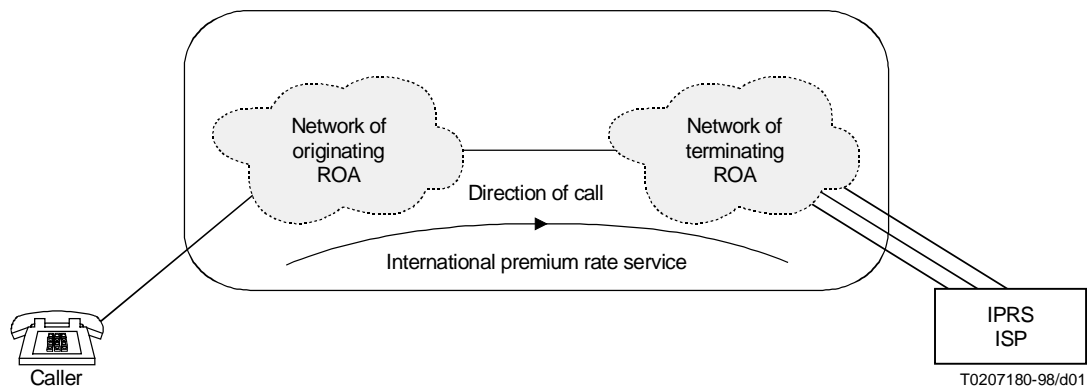 Network of
originating
ROA
Network of
terminating
ROA
Direction of call
International premium rate service
Caller
IPRS
ISP
T0207180-98/d01